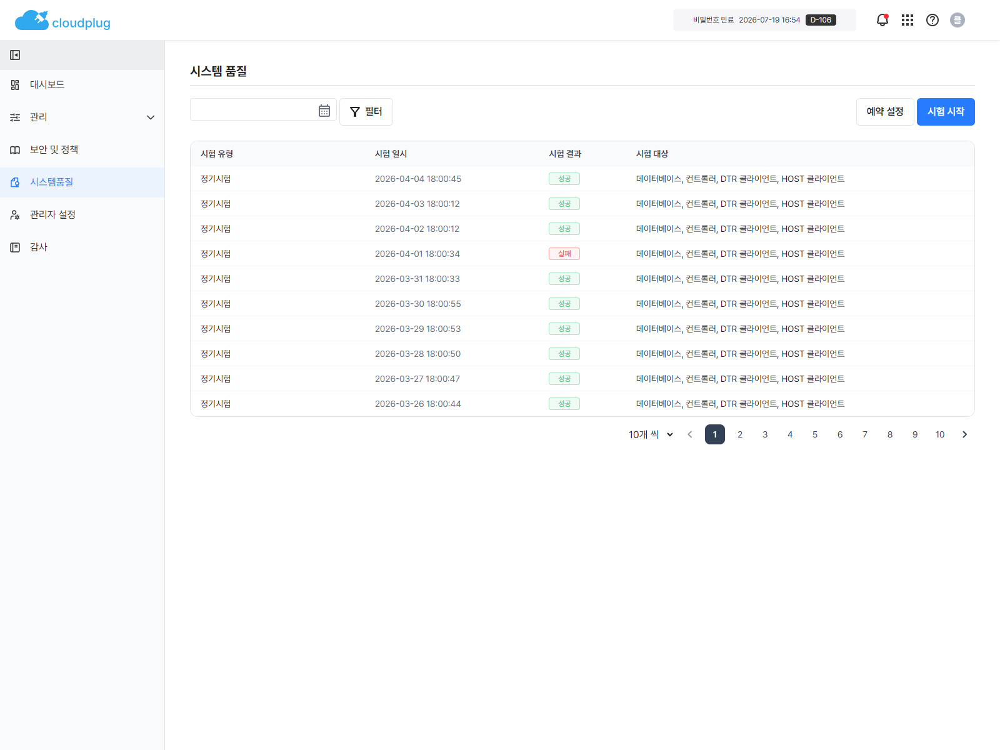 cloudplug
비밀번호 만료 2026-07-19 16:54 D-106
클
대시보드
관리
보안 및 정책
시스템품질
관리자 설정
감사
시스템 품질
필터
예약 설정
시험 시작
시험 유형 시험 일시 시험 결과 시험 대상
정기시험 2026-04-04 18:00:45 성공 데이터베이스, 컨트롤러, DTR 클라이언트, HOST 클라이언트
정기시험 2026-04-03 18:00:12 성공 데이터베이스, 컨트롤러, DTR 클라이언트, HOST 클라이언트
정기시험 2026-04-02 18:00:12 성공 데이터베이스, 컨트롤러, DTR 클라이언트, HOST 클라이언트
정기시험 2026-04-01 18:00:34 실패 데이터베이스, 컨트롤러, DTR 클라이언트, HOST 클라이언트
정기시험 2026-03-31 18:00:33 성공 데이터베이스, 컨트롤러, DTR 클라이언트, HOST 클라이언트
정기시험 2026-03-30 18:00:55 성공 데이터베이스, 컨트롤러, DTR 클라이언트, HOST 클라이언트
정기시험 2026-03-29 18:00:53 성공 데이터베이스, 컨트롤러, DTR 클라이언트, HOST 클라이언트
정기시험 2026-03-28 18:00:50 성공 데이터베이스, 컨트롤러, DTR 클라이언트, HOST 클라이언트
정기시험 2026-03-27 18:00:47 성공 데이터베이스, 컨트롤러, DTR 클라이언트, HOST 클라이언트
정기시험 2026-03-26 18:00:44 성공 데이터베이스, 컨트롤러, DTR 클라이언트, HOST 클라이언트
10개 씩 1 2 3 4 5 6 7 8 9 10